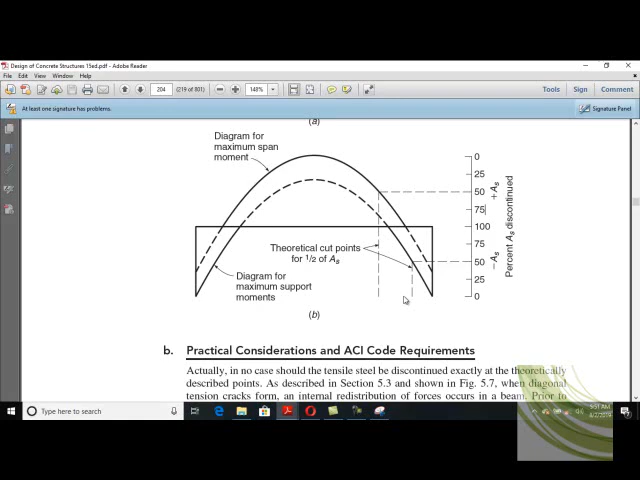 Design of Concrete Structures 15ed.pdf - Adobe Reader
File Edit View Window Help
204 (219 of 801) 148% Tools Sign Comment
At least one signature has problems. Signature Panel
(a)
Diagram for
maximum span
moment
0
25
50
75
100
75
50
25
0
+ As
− As
Percent As discontinued
Theoretical cut points
for 1/2 of As
Diagram for
maximum support
moments
(b)
b. Practical Considerations and ACI Code Requirements
Actually, in no case should the tensile steel be discontinued exactly at the theoretically
described points. As described in Section 5.3 and shown in Fig. 5.7, when diagonal
tension cracks form, an internal redistribution of forces occurs in a beam. Prior to
Type here to search
5:51 AM